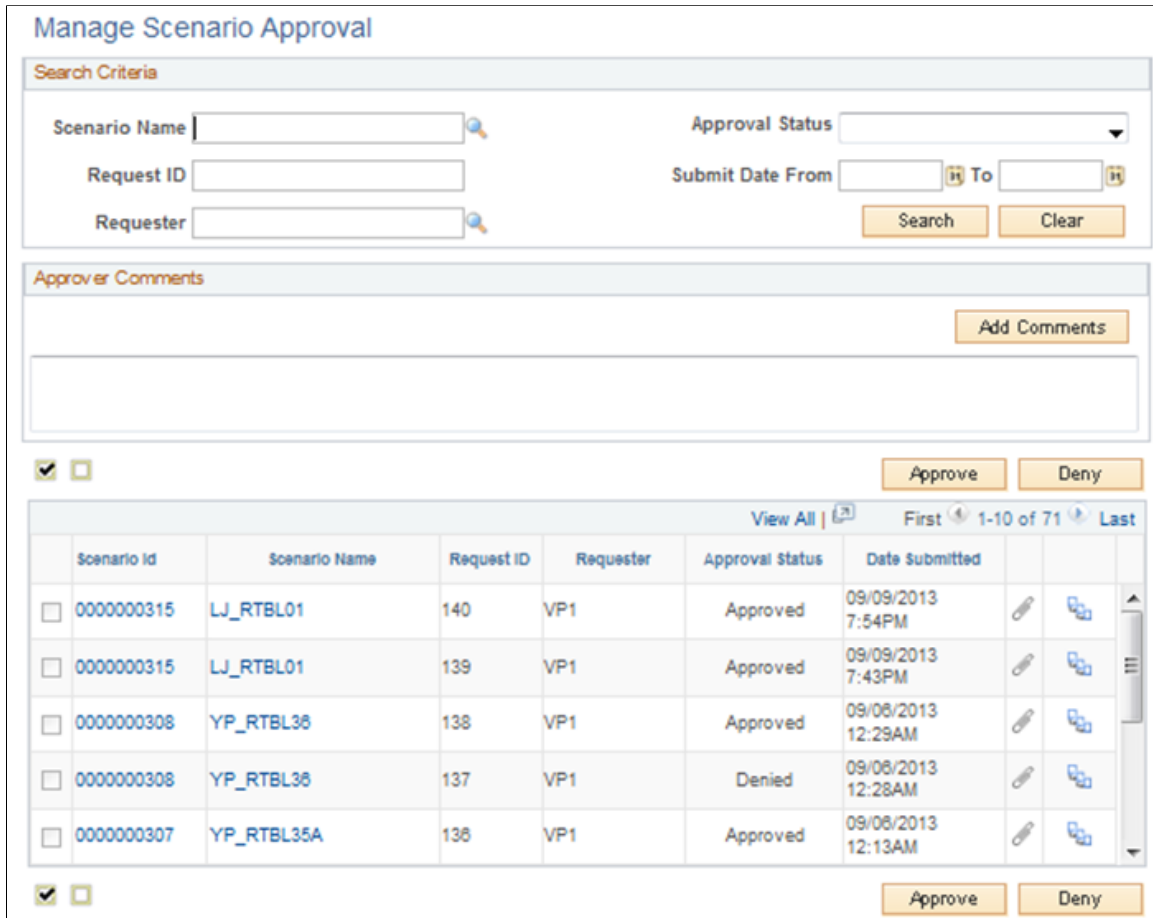 Manage Scenario Approval
Search Criteria
Scenario Name
Approval Status
Request ID
Submit Date From To
Requester
Search Clear
Approver Comments
Add Comments
Approve Deny
View All | First 1-10 of 71 Last
Scenario Id Scenario Name Request ID Requester Approval Status Date Submitted
0000000315 LJ_RTBL01 140 VP1 Approved 09/09/2013 7:54PM
0000000315 LJ_RTBL01 139 VP1 Approved 09/09/2013 7:43PM
0000000308 YP_RTBL36 138 VP1 Approved 09/06/2013 12:29AM
0000000308 YP_RTBL36 137 VP1 Denied 09/06/2013 12:28AM
0000000307 YP_RTBL35A 136 VP1 Approved 09/06/2013 12:13AM
Approve Deny